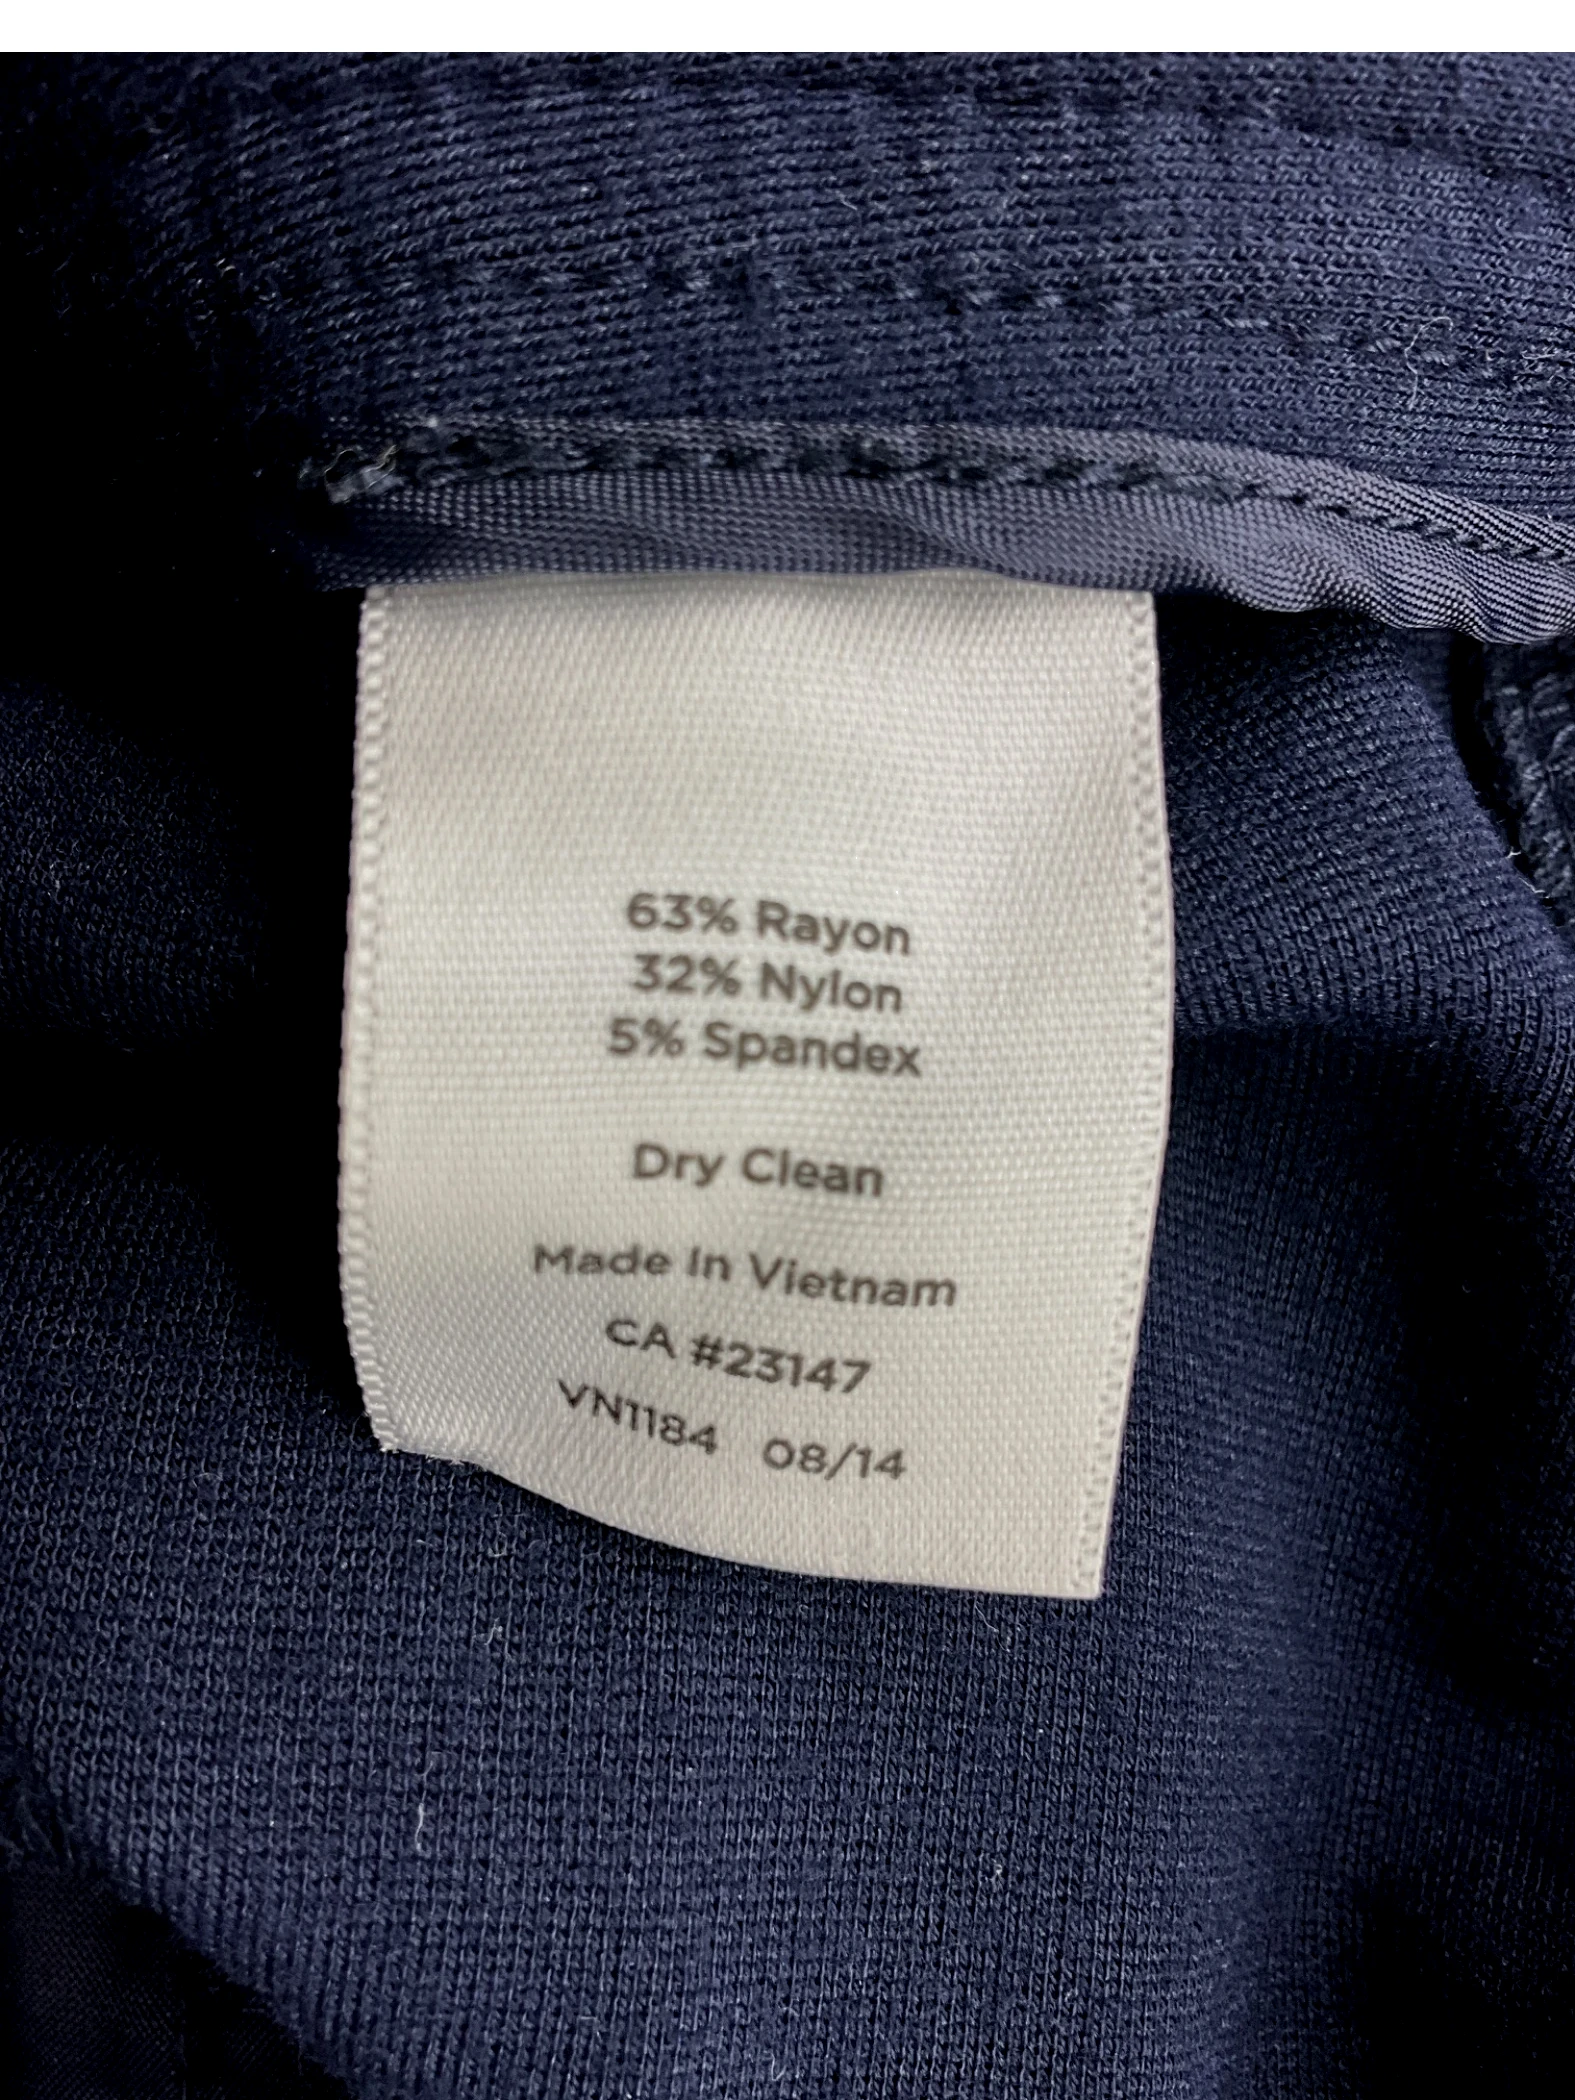 63% Rayon
32% Nylon
5% Spandex
Dry Clean
Made In Vietnam
CA #23147
VN1184 08/14